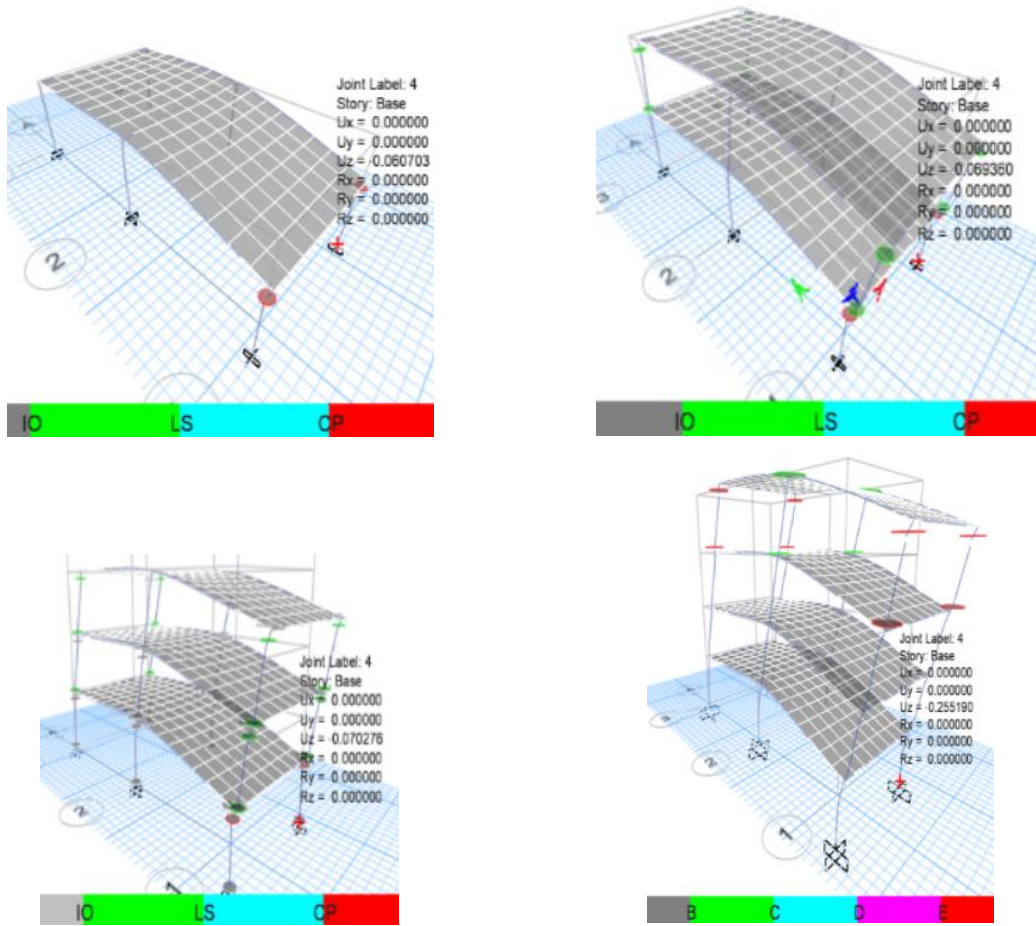 Joint Label: 4
Story: Base
Ux = 0.000000
Uy = 0.000000
Uz = -0.060703
Rx = 0.000000
Ry = 0.000000
Rz = 0.000000
2
IO LS CP
Joint Label: 4
Story: Base
Ux = 0.000000
Uy = 0.000000
Uz = -0.069350
Rx = 0.000000
Ry = 0.000000
Rz = 0.000000
2
IO LS CP
Joint Label: 4
Story: Base
Ux = 0.000000
Uy = 0.000000
Uz = -0.070276
Rx = 0.000000
Ry = 0.000000
Rz = 0.000000
2
1
IO LS CP
Joint Label: 4
Story: Base
Ux = 0.000000
Uy = 0.000000
Uz = -0.255190
Rx = 0.000000
Ry = 0.000000
Rz = 0.000000
2
1
B C D E